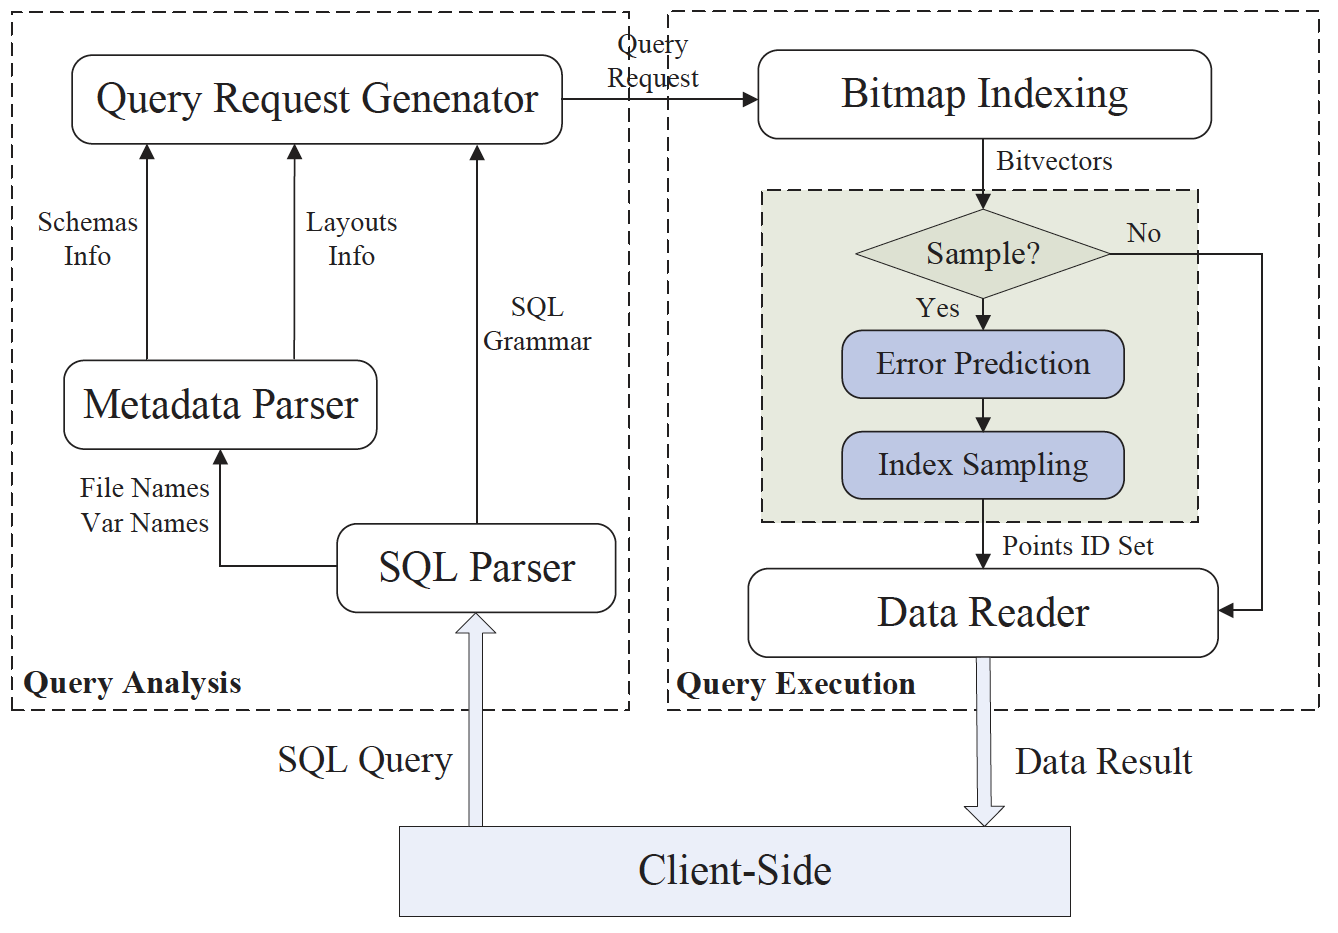 Query Request Genenator
Query
Request
Bitmap Indexing
Bitvectors
Schemas
Info
Layouts
Info
Sample?
No
Yes
SQL
Grammar
Error Prediction
Metadata Parser
Index Sampling
File Names
Var Names
Points ID Set
SQL Parser
Data Reader
Query Analysis
Query Execution
SQL Query
Data Result
Client-Side